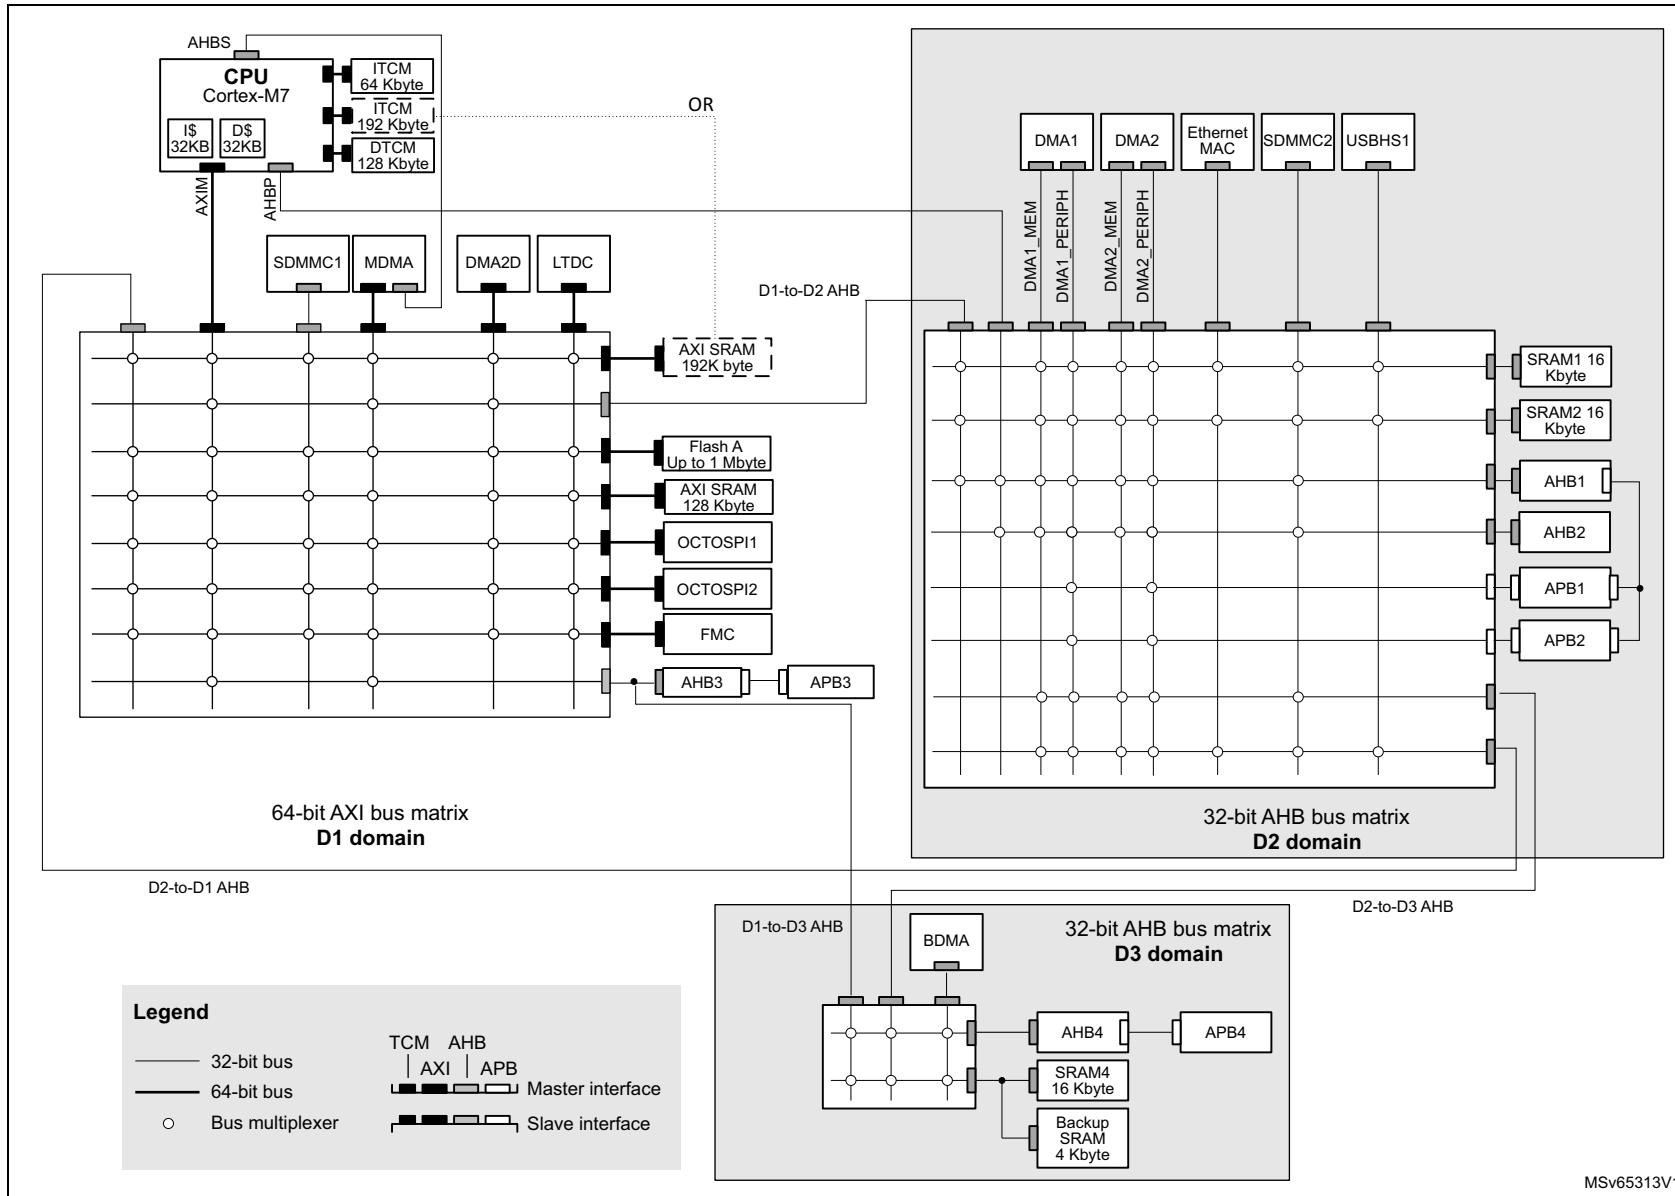 AHBS
CPU
Cortex-M7
I$
32KB
D$
32KB
ITCM
64 Kbyte
ITCM
192 Kbyte
DTCM
128 Kbyte
OR
AXIM
AHBP
SDMMC1
MDMA
DMA2D
LTDC
D1-to-D2 AHB
AXI SRAM
192K byte
Flash A
Up to 1 Mbyte
AXI SRAM
128 Kbyte
OCTOSPI1
OCTOSPI2
FMC
AHB3
APB3
64-bit AXI bus matrix
D1 domain
DMA1
DMA2
Ethernet
MAC
SDMMC2
USBHS1
DMA1_MEM
DMA1_PERIPH
DMA2_MEM
DMA2_PERIPH
SRAM1 16
Kbyte
SRAM2 16
Kbyte
AHB1
AHB2
APB1
APB2
32-bit AHB bus matrix
D2 domain
D2-to-D1 AHB
D2-to-D3 AHB
D1-to-D3 AHB
BDMA
32-bit AHB bus matrix
D3 domain
AHB4
APB4
SRAM4
16 Kbyte
Backup
SRAM
4 Kbyte
Legend
32-bit bus
64-bit bus
Bus multiplexer
TCM
AHB
AXI
APB
Master interface
Slave interface
MSv65313V1